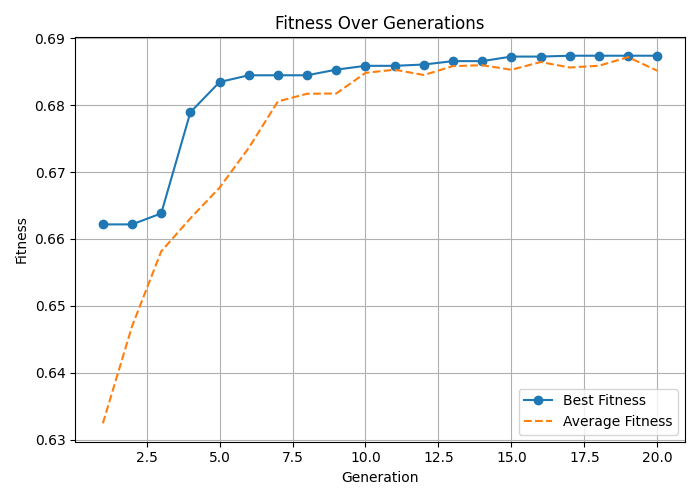 Fitness Over Generations
Fitness
0.69
0.68
0.67
0.66
0.65
0.64
0.63
Best Fitness
Average Fitness
2.5 5.0 7.5 10.0 12.5 15.0 17.5 20.0
Generation